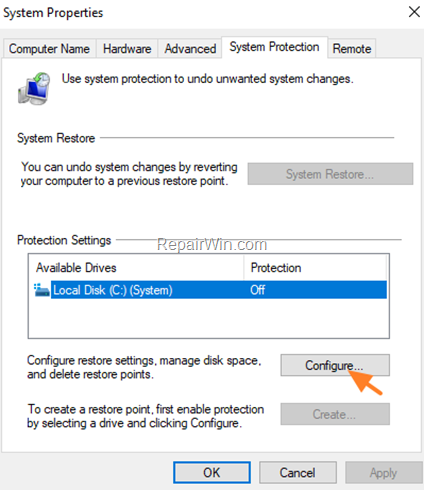 System Properties
Computer Name Hardware Advanced System Protection Remote
Use system protection to undo unwanted system changes.
System Restore
You can undo system changes by reverting
your computer to a previous restore point.
System Restore...
Protection Settings
RepairWin.com
Available Drives Protection
Local Disk (C:) (System) Off
Configure restore settings, manage disk space,
and delete restore points.
Configure...
To create a restore point, first enable protection
by selecting a drive and clicking Configure.
Create...
OK Cancel Apply